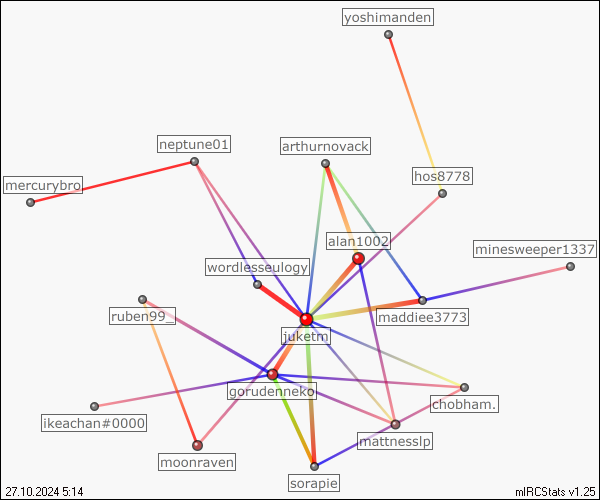 yoshimanden
neptune01
arthurnovack
hos8778
mercurybro
alan1002
minesweeper1337
wordlesseulogy
ruben99_
juketm
maddiee3773
gorudenneko
chobham.
ikeachan#0000
mattnesslp
moonraven
sorapie
27.10.2024 5:14
mIRCStats v1.25